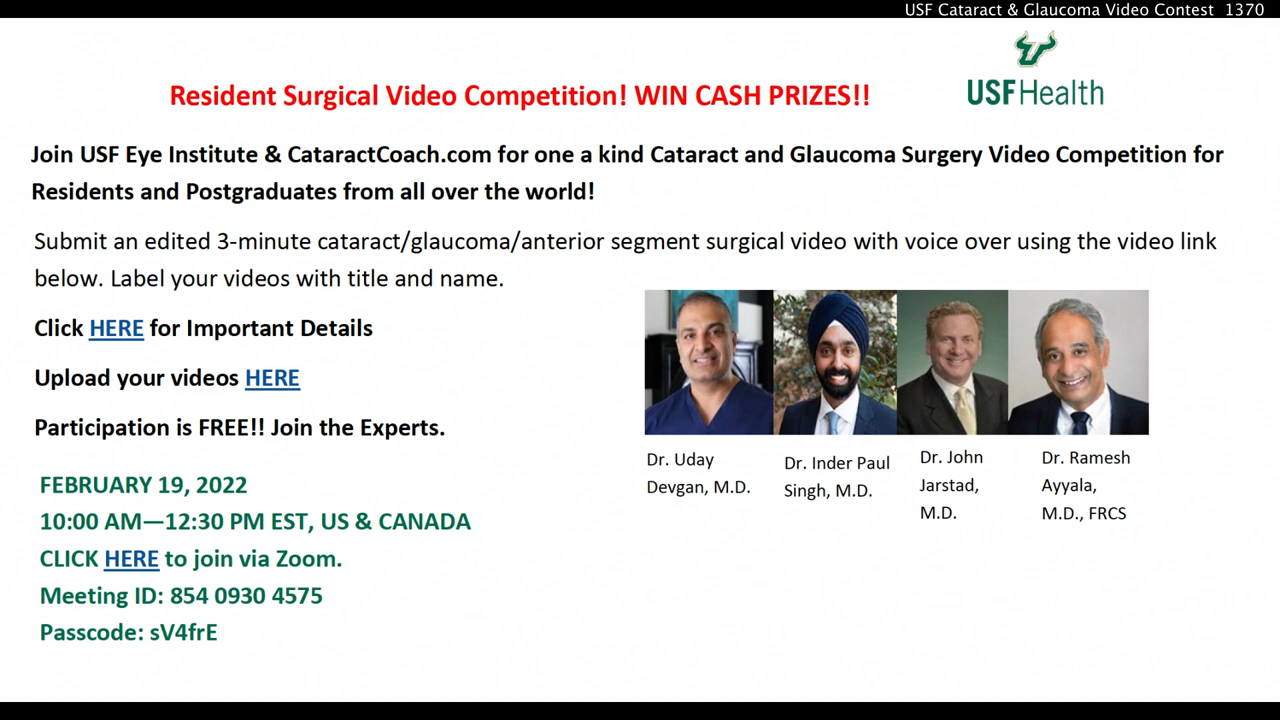 USF Cataract & Glaucoma Video Contest 1370
USF Health
Resident Surgical Video Competition! WIN CASH PRIZES!!
Join USF Eye Institute & CataractCoach.com for one a kind Cataract and Glaucoma Surgery Video Competition for
Residents and Postgraduates from all over the world!
Submit an edited 3-minute cataract/glaucoma/anterior segment surgical video with voice over using the video link
below. Label your videos with title and name.
Click HERE for Important Details
Upload your videos HERE
Participation is FREE!! Join the Experts.
Dr. Uday
Devgan, M.D.
Dr. Inder Paul
Singh, M.D.
Dr. John
Jarstad,
M.D.
Dr. Ramesh
Ayyala,
M.D., FRCS
FEBRUARY 19, 2022
10:00 AM—12:30 PM EST, US & CANADA
CLICK HERE to join via Zoom.
Meeting ID: 854 0930 4575
Passcode: sV4frE